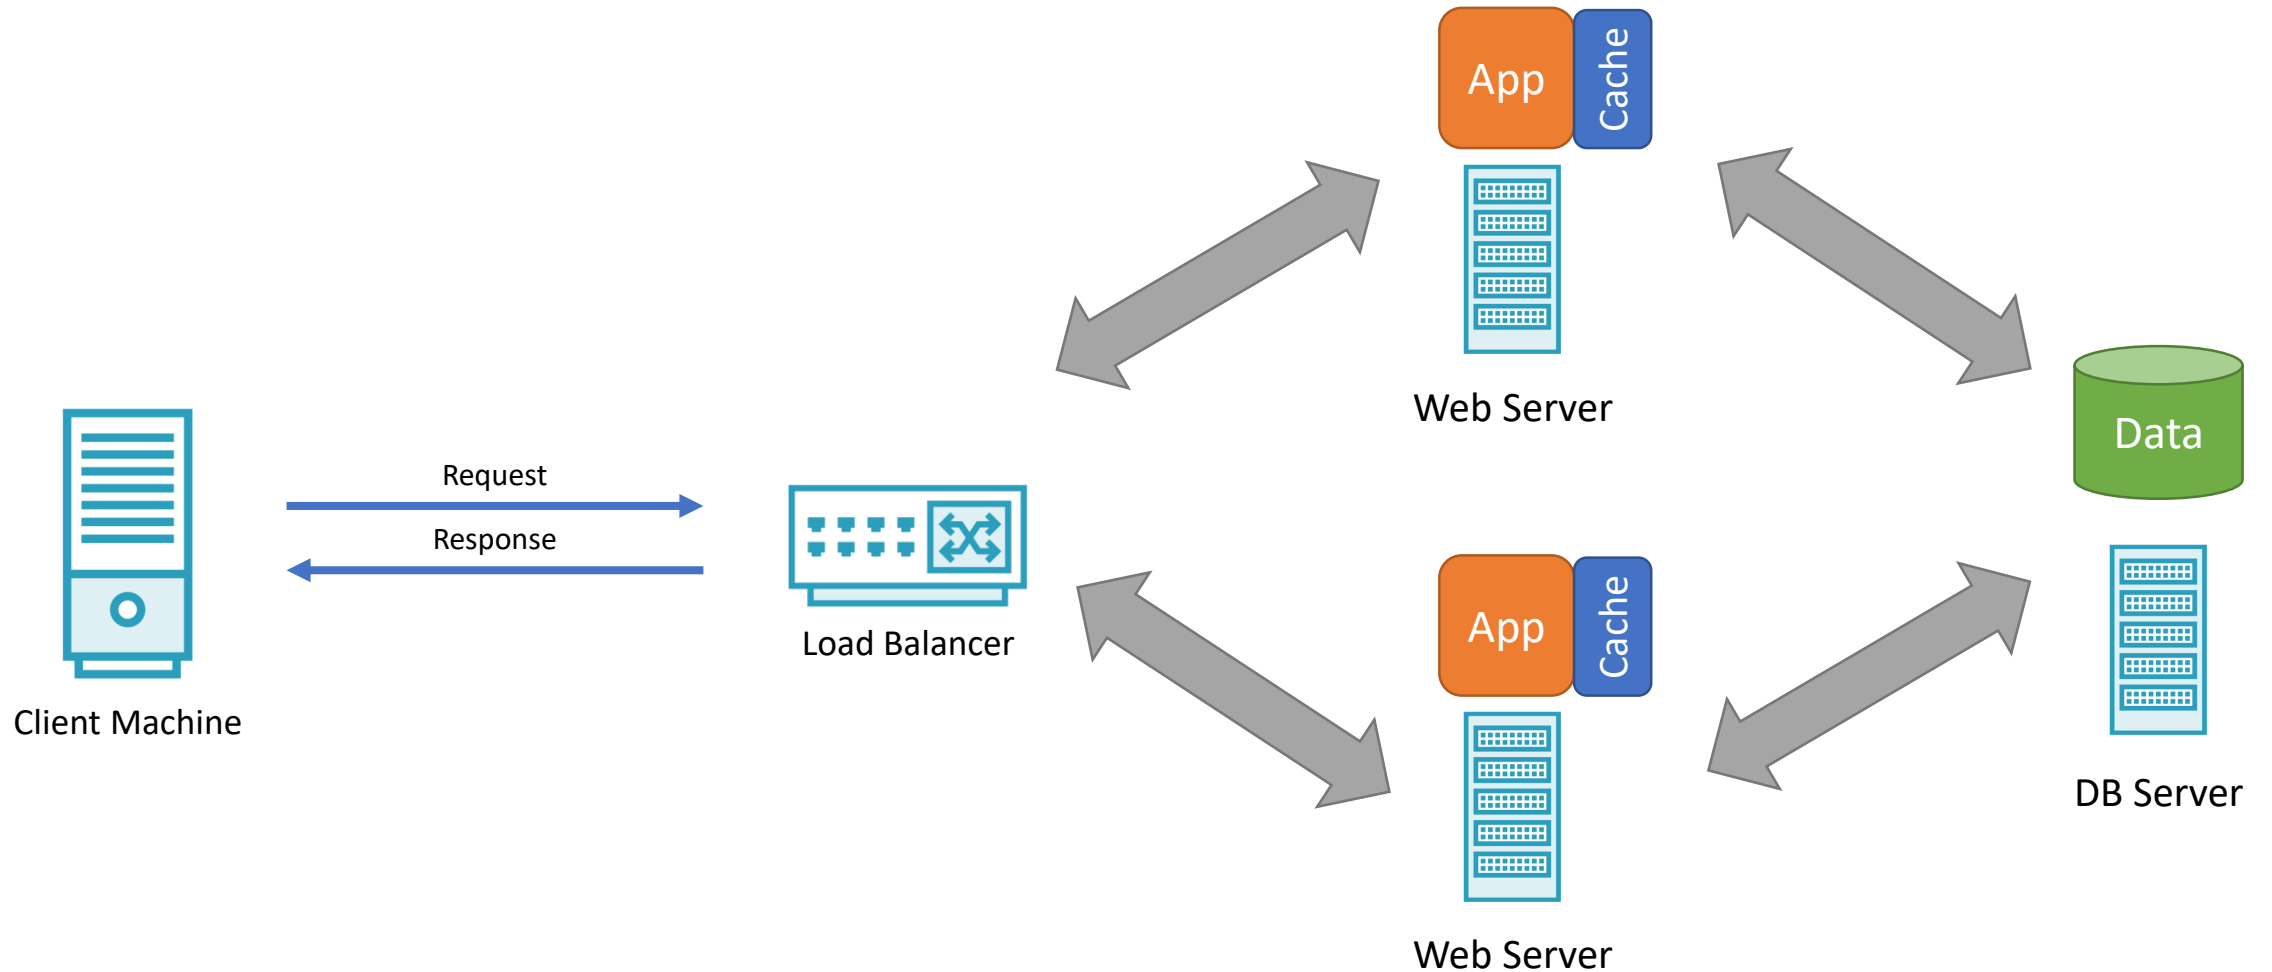 App
Cache
Web Server
Data
Request
Response
Load Balancer
App
Cache
Client Machine
DB Server
Web Server